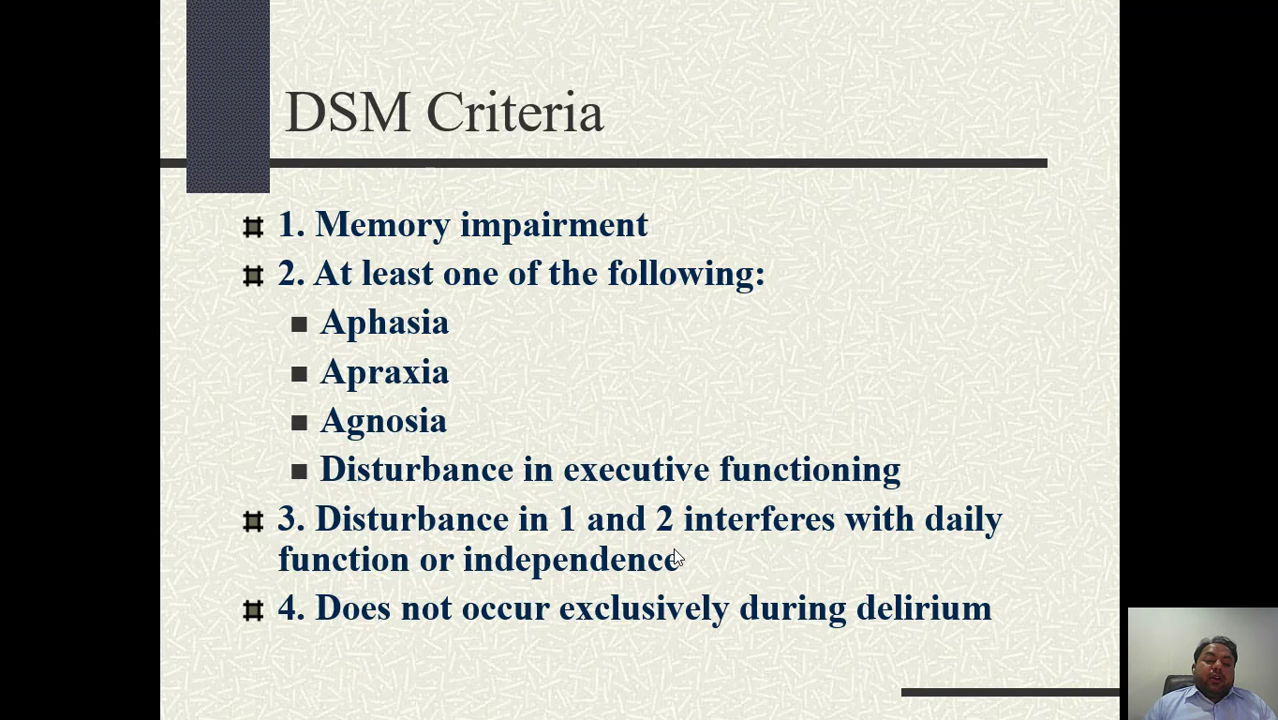 DSM Criteria
1. Memory impairment
2. At least one of the following:
Aphasia
Apraxia
Agnosia
Disturbance in executive functioning
3. Disturbance in 1 and 2 interferes with daily
function or independence
4. Does not occur exclusively during delirium